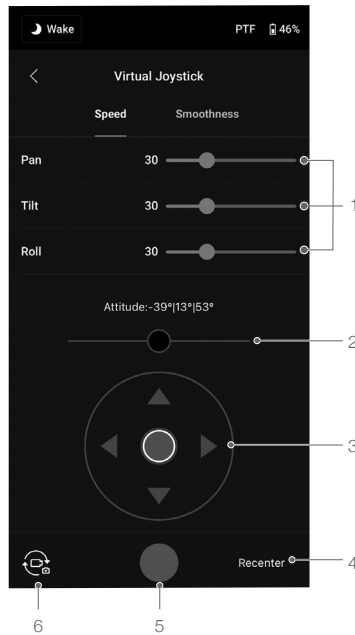 Wake PTF 46%
Virtual Joystick
Speed Smoothness
Pan 30
1
Tilt 30
Roll 30
Attitude:-39°|13°|53°
2
3
Recenter 4
6 5